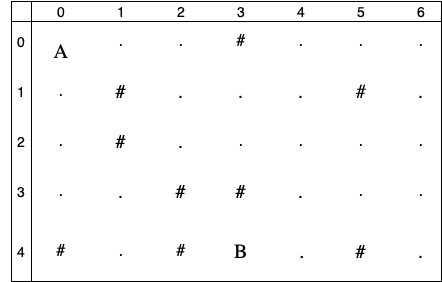 0 1 2 3 4 5 6
0 A . . # . . .
1 . # . . . # .
2 . # . . . . .
3 . . # # . . .
4 # . # B . # .